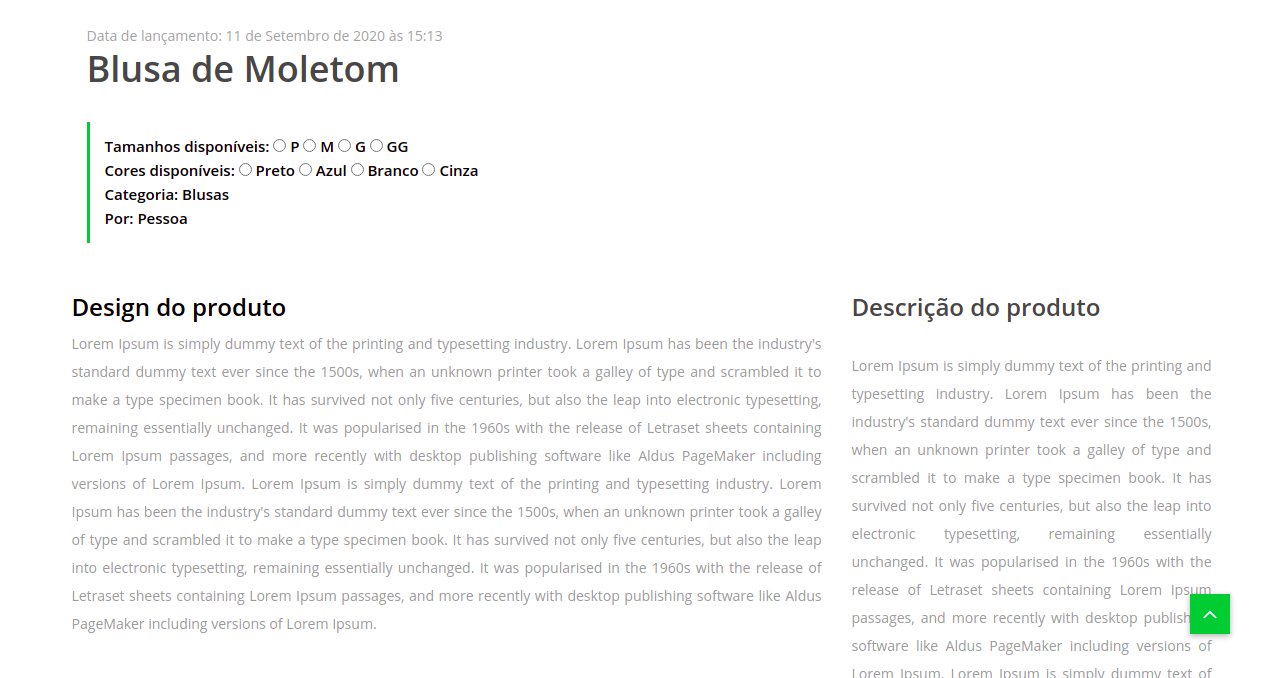 Data de lançamento: 11 de Setembro de 2020 às 15:13
Blusa de Moletom
Tamanhos disponíveis: P M G GG
Cores disponíveis: Preto Azul Branco Cinza
Categoria: Blusas
Por: Pessoa
Design do produto
Lorem Ipsum is simply dummy text of the printing and typesetting industry. Lorem Ipsum has been the industry's
standard dummy text ever since the 1500s, when an unknown printer took a galley of type and scrambled it to
make a type specimen book. It has survived not only five centuries, but also the leap into electronic typesetting,
remaining essentially unchanged. It was popularised in the 1960s with the release of Letraset sheets containing
Lorem Ipsum passages, and more recently with desktop publishing software like Aldus PageMaker including
versions of Lorem Ipsum. Lorem Ipsum is simply dummy text of the printing and typesetting industry. Lorem
Ipsum has been the industry's standard dummy text ever since the 1500s, when an unknown printer took a galley
of type and scrambled it to make a type specimen book. It has survived not only five centuries, but also the leap
into electronic typesetting, remaining essentially unchanged. It was popularised in the 1960s with the release of
Letraset sheets containing Lorem Ipsum passages, and more recently with desktop publishing software like Aldus
PageMaker including versions of Lorem Ipsum.
Descrição do produto
Lorem Ipsum is simply dummy text of the printing and
typesetting industry. Lorem Ipsum has been the
industry's standard dummy text ever since the 1500s,
when an unknown printer took a galley of type and
scrambled it to make a type specimen book. It has
survived not only five centuries, but also the leap into
electronic typesetting, remaining essentially
unchanged. It was popularised in the 1960s with the
release of Letraset sheets containing Lorem Ipsum
passages, and more recently with desktop
software like Aldus PageMaker including versions of
Lorem Ipsum. Lorem Ipsum is simply dummy text of